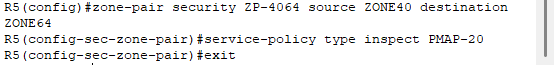 R5(config)#zone-pair security ZP-4064 source ZONE40 destination
ZONE64
R5(config-sec-zone-pair)#service-policy type inspect PMAP-20
R5(config-sec-zone-pair)#exit